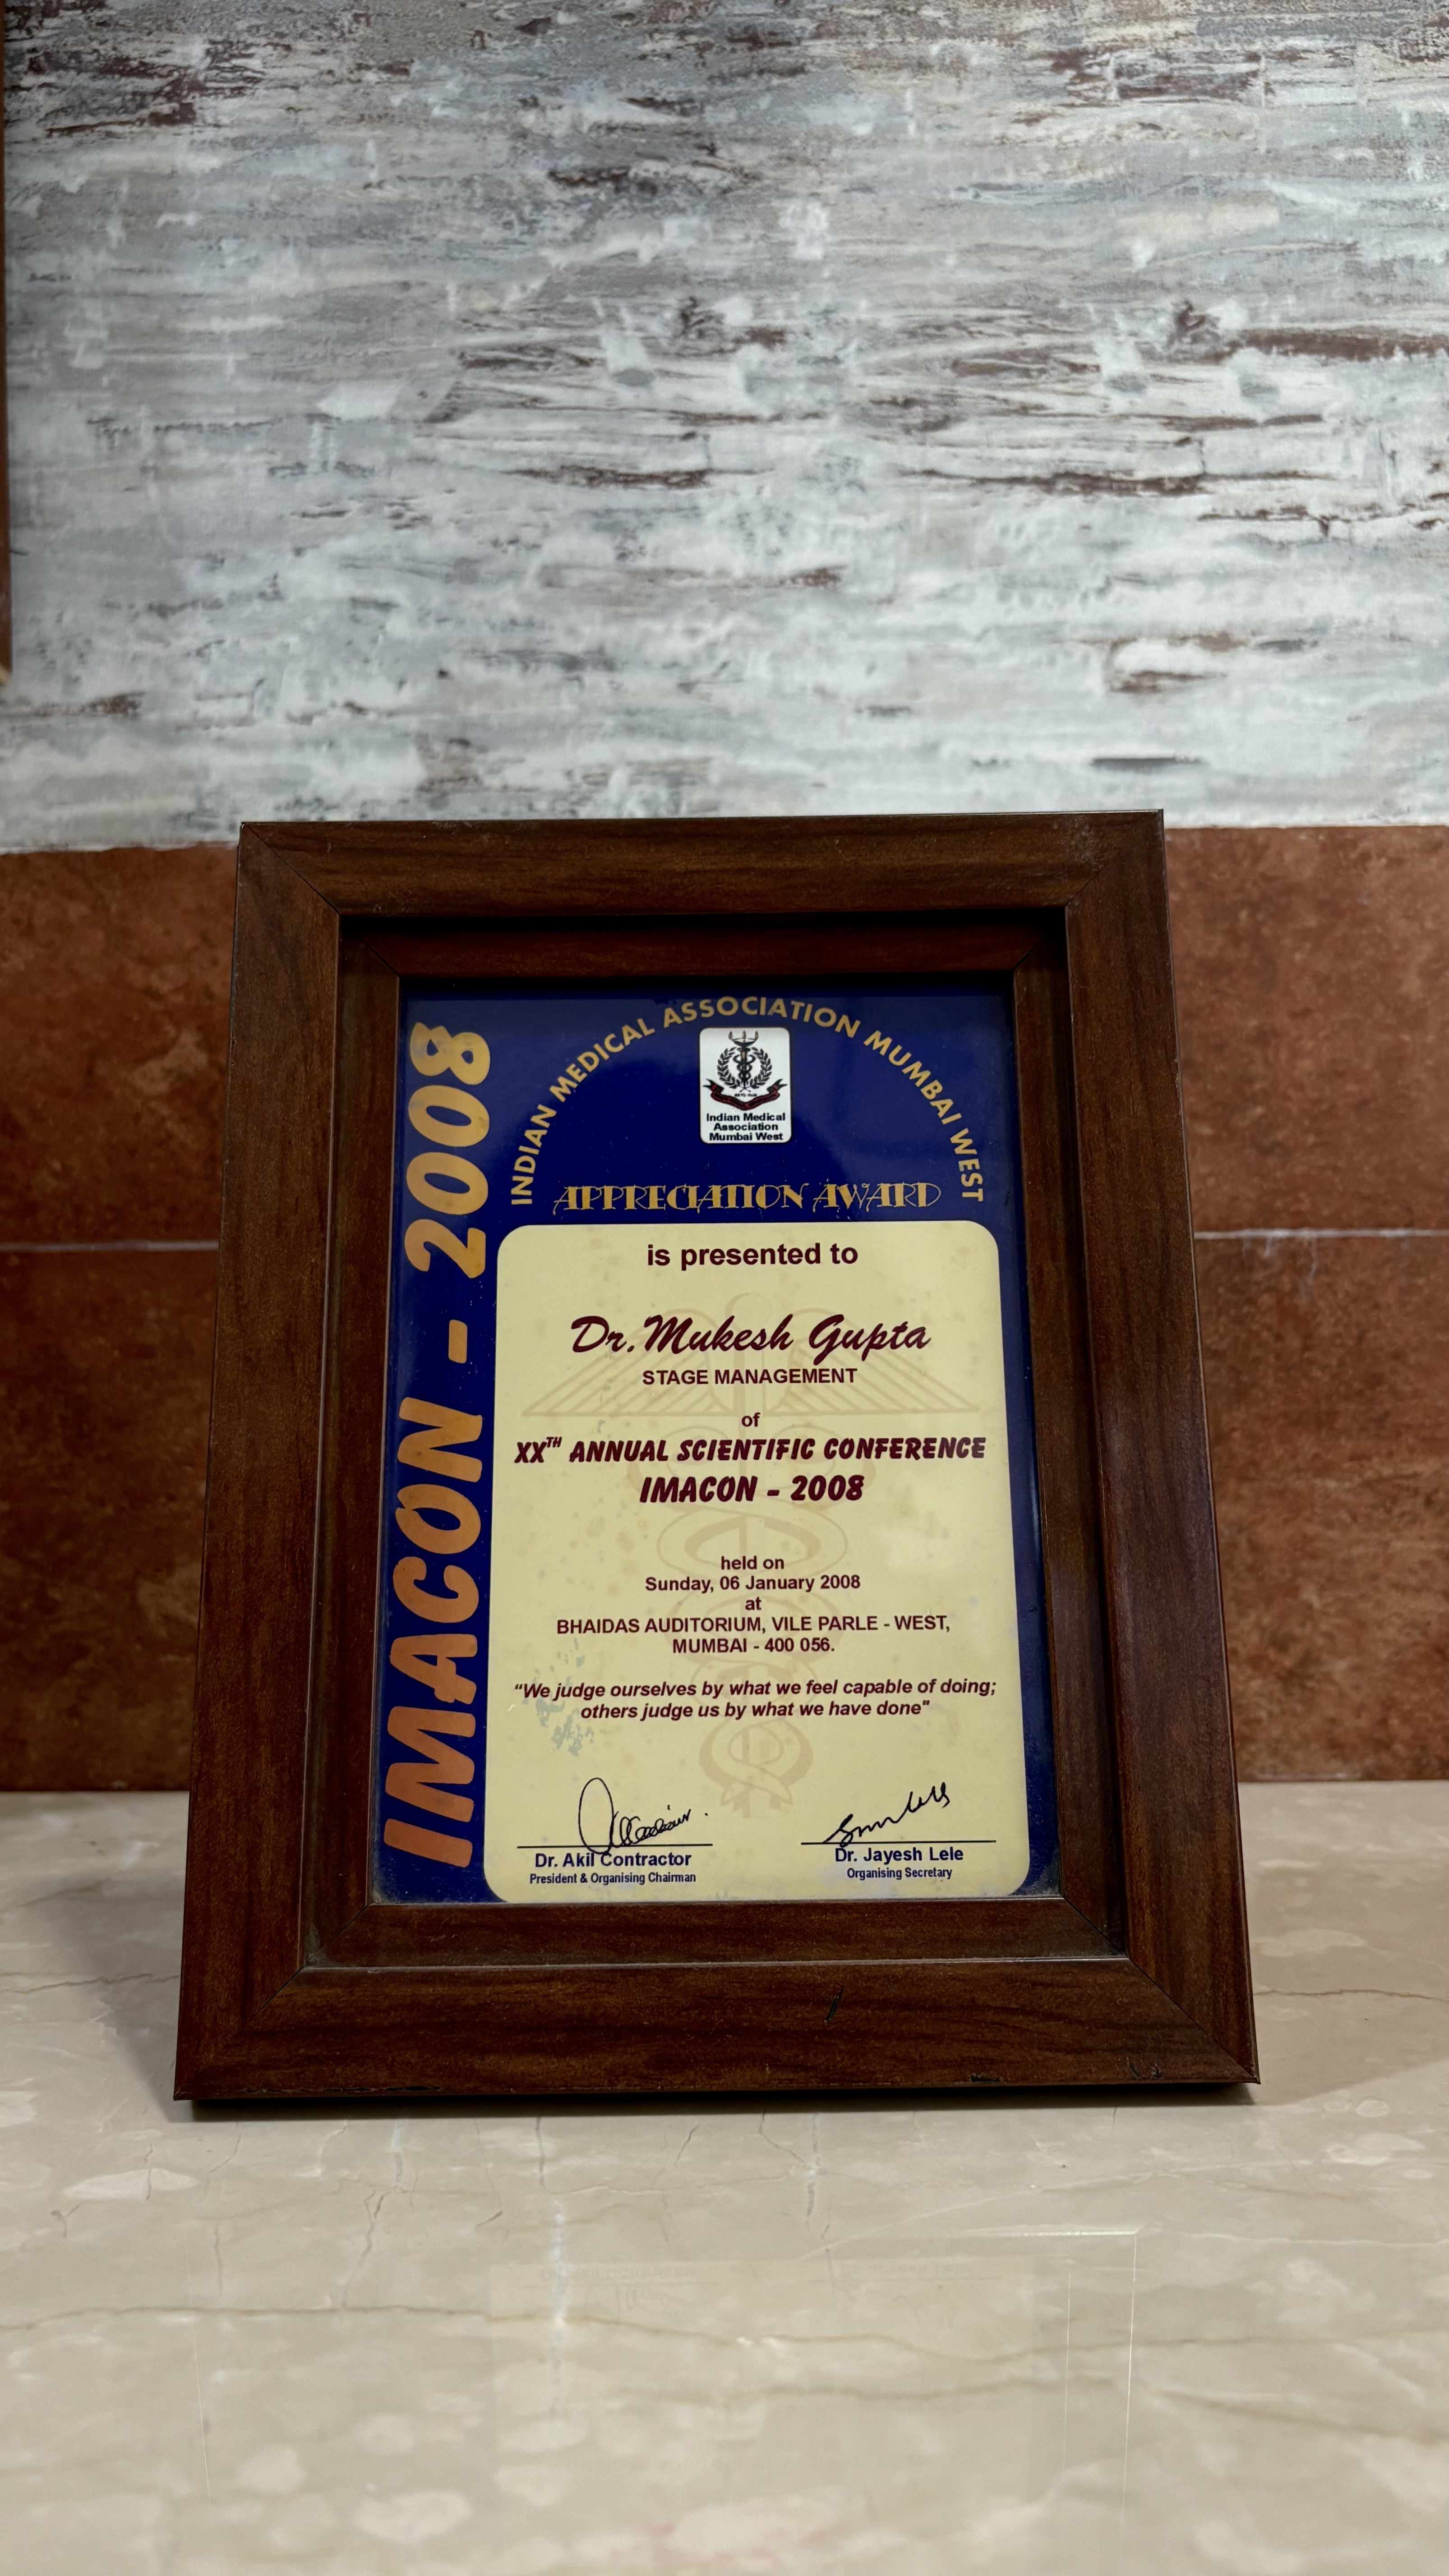 IMACON - 2008
INDIAN MEDICAL ASSOCIATION MUMBAI WEST
Indian Medical
Association
Mumbai West
APPRECIATION AWARD
is presented to
Dr. Mukesh Gupta
STAGE MANAGEMENT
of
XXTH ANNUAL SCIENTIFIC CONFERENCE
IMACON - 2008
held on
Sunday, 06 January 2008
at
BHAIDAS AUDITORIUM, VILE PARLE - WEST,
MUMBAI - 400 056.
“We judge ourselves by what we feel capable of doing;
others judge us by what we have done"
Dr. Akil Contractor
President & Organising Chairman
Dr. Jayesh Lele
Organising Secretary